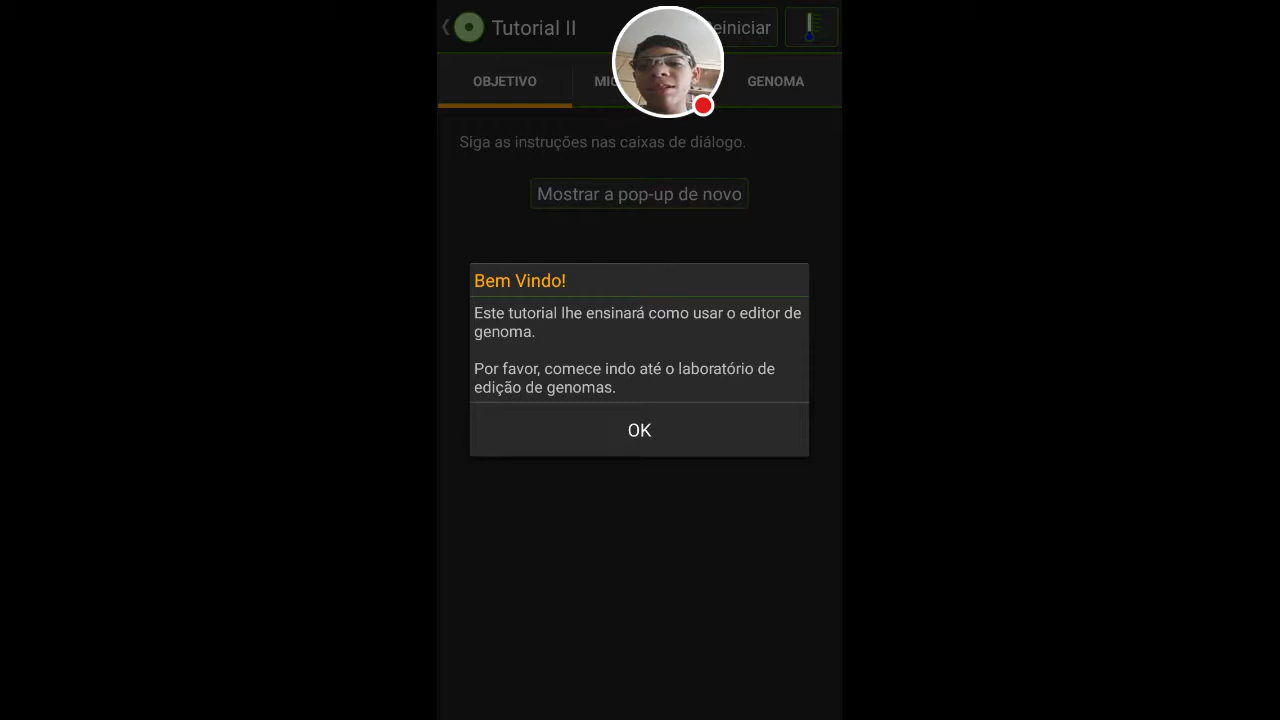 Tutorial II
OBJETIVO
GENOMA
Siga as instruções nas caixas de diálogo.
Mostrar a pop-up de novo
Bem Vindo!
Este tutorial lhe ensinará como usar o editor de
genoma.
Por favor, comece indo até o laboratório de
edição de genomas.
OK